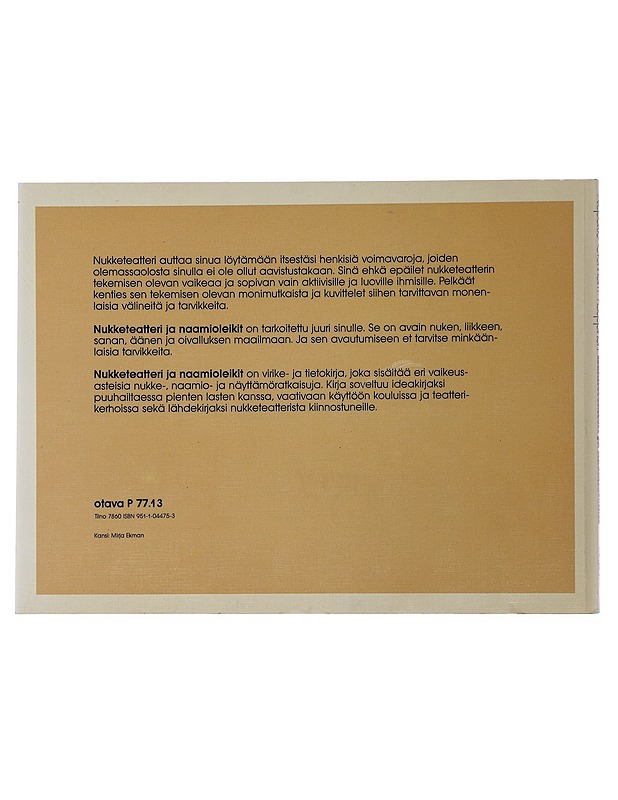 Nukketeatteri auttaa sinua löytämään itsestäsi henkisiä voimavaroja, joiden
olemassaolosta sinulla ei ole ollut aavistustakaan. Sinä ehkä epäilet nukketeatterin
tekemisen olevan vaikeaa ja sopivan vain aktiivisille ja luoville ihmisille. Pelkäät
kenties sen tekemisen olevan monimutkaista ja kuvittelet siihen tarvittavan monen-
laisia välineitä ja tarvikkeita.
Nukketeatteri ja naamioleikit on tarkoitettu juuri sinulle. Se on avain nuken, liikkeen,
sanan, äänen ja oivalluksen maailmaan. Ja sen avautumiseen et tarvitse minkään-
laisia tarvikkeita.
Nukketeatteri ja naamioleikit on virike- ja tietokirja, joka sisältää eri vaikeus-
asteisia nukke-, naamio- ja näyttämöratkaisuja. Kirja soveltuu ideakirjaksi
puuhailtaessa pienten lasten kanssa, vaativaan käyttöön kouluissa ja teatteri-
kerhoissa sekä lähdekirjaksi nukketeatterista kiinnostuneille.
otava P 77.13
Tilno 7860 ISBN 951-1-04475-3
Kansi: Mirja Ekman